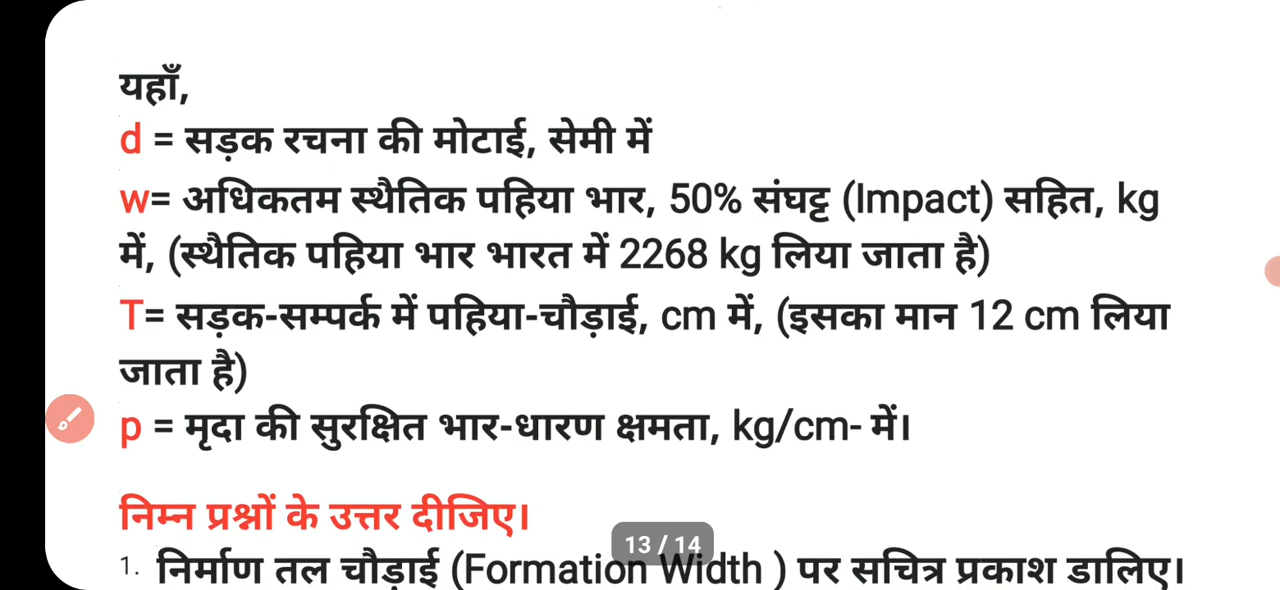 यहाँ,
d = सड़क रचना की मोटाई, सेमी में
w= अधिकतम स्थैतिक पहिया भार, 50% संघट्ट (Impact) सहित, kg
में, (स्थैतिक पहिया भार भारत में 2268 kg लिया जाता है)
T= सड़क-सम्पर्क में पहिया-चौड़ाई, cm में, (इसका मान 12 cm लिया
जाता है)
p = मृदा की सुरक्षित भार-धारण क्षमता, kg/cm- में।
निम्न प्रश्नों के उत्तर दीजिए।
13 / 14
1. निर्माण तल चौड़ाई (Formation Width ) पर सचित्र प्रकाश डालिए।